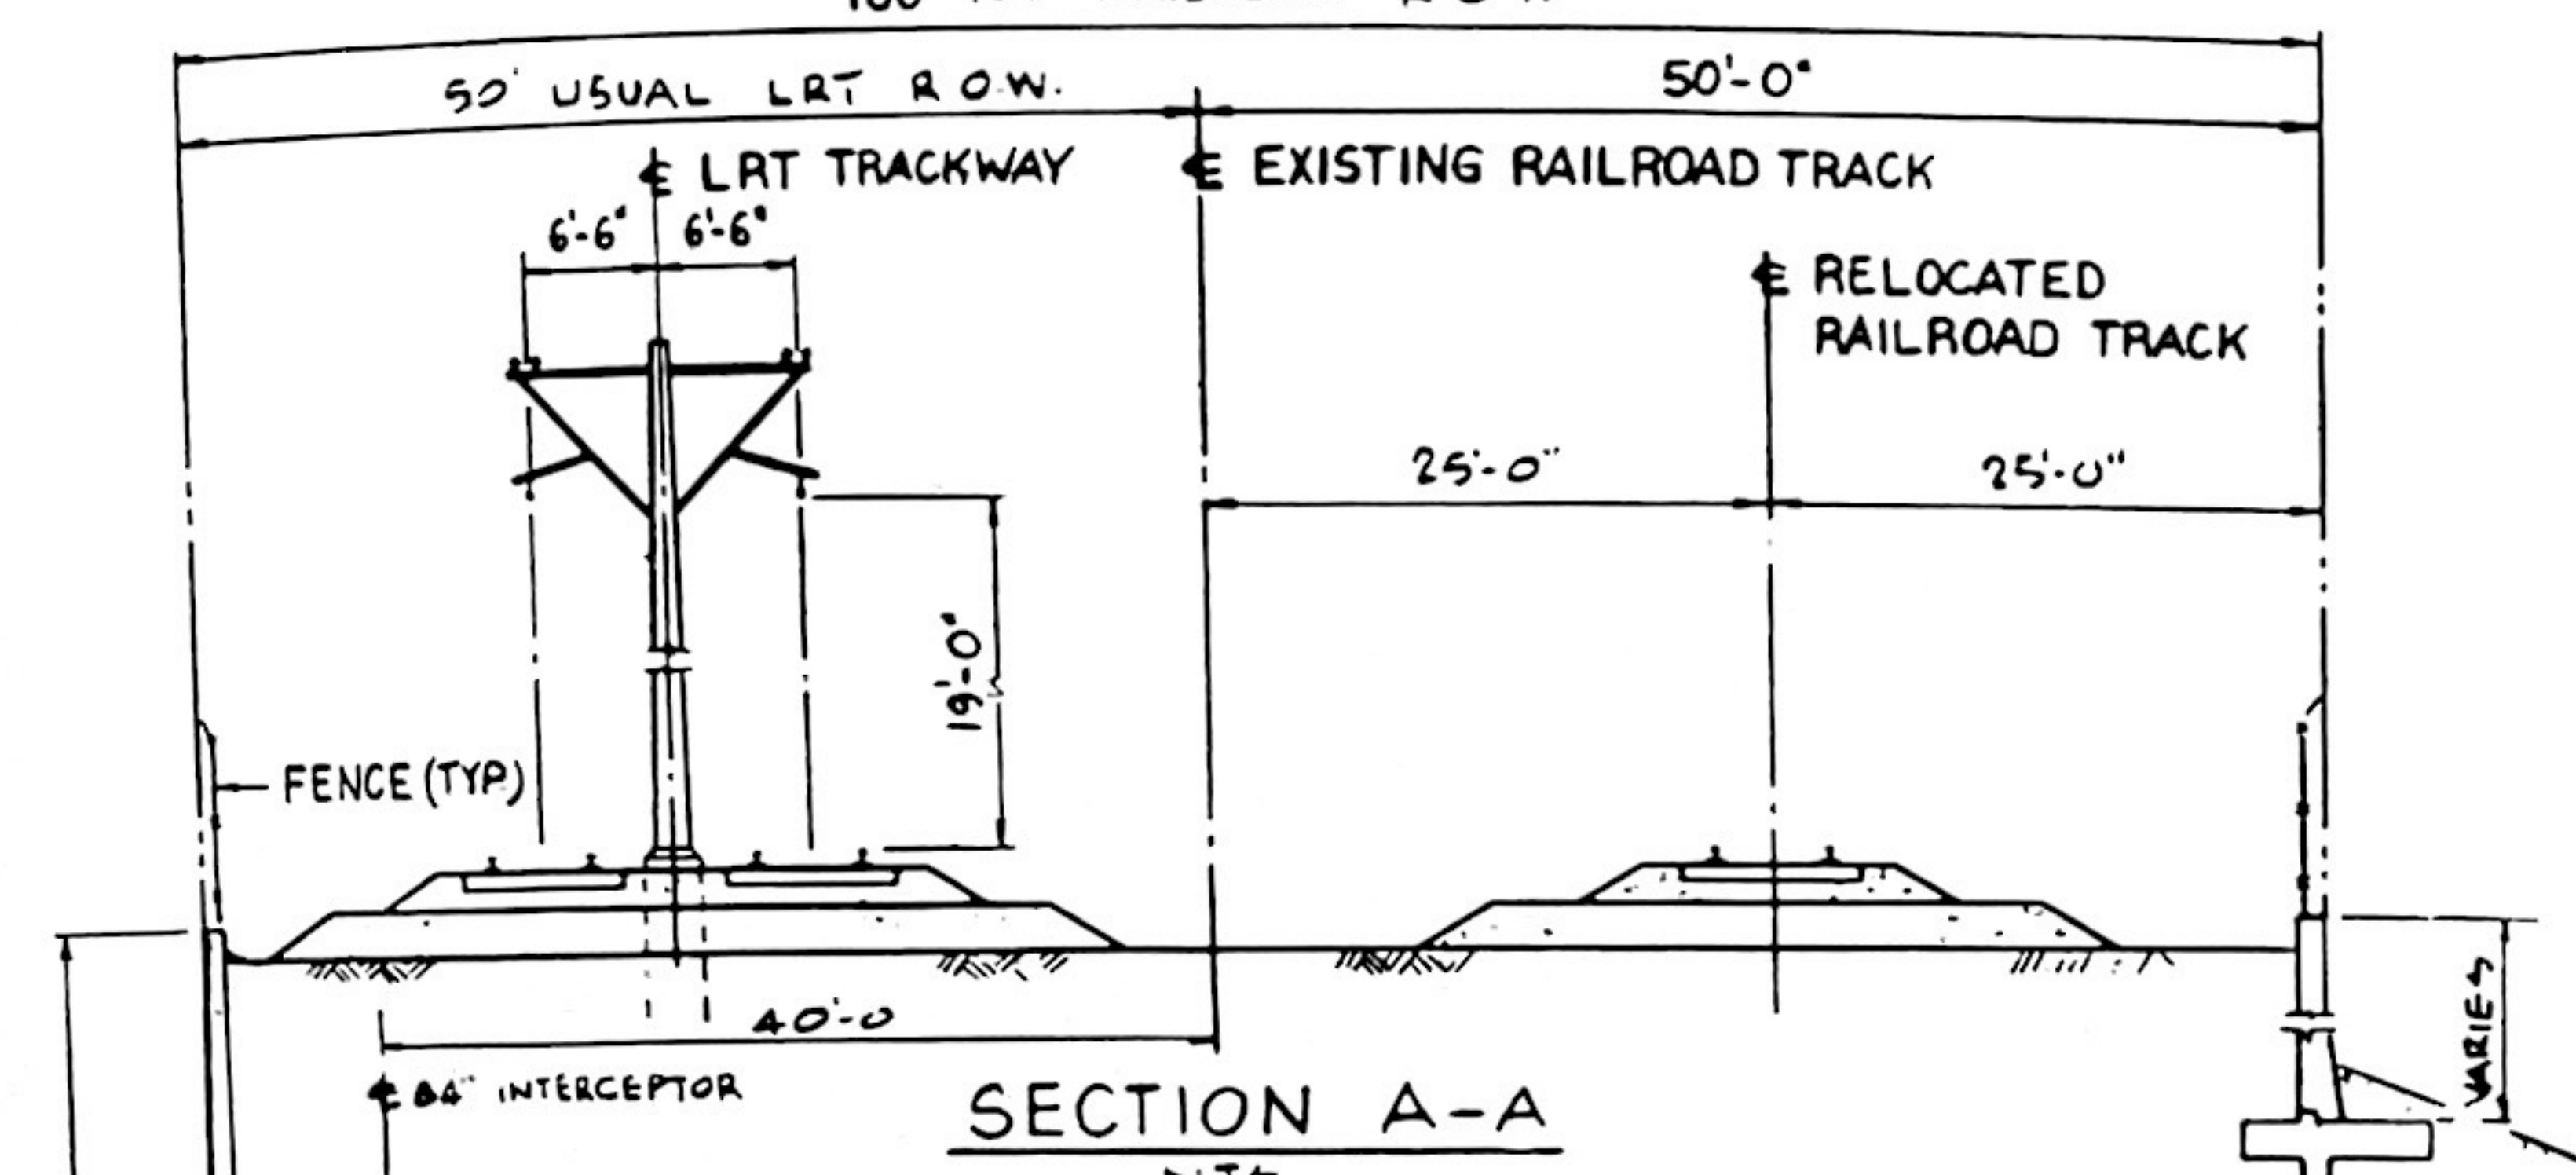 50' USUAL LRT R.O.W.
50'-0"
℄ LRT TRACKWAY
℄ EXISTING RAILROAD TRACK
6'-6" 6'-6"
℄ RELOCATED
RAILROAD TRACK
25'-0" 25'-0"
19'-0"
FENCE (TYP.)
40'-0
VARIES
℄ 84" INTERCEPTOR
SECTION A-A